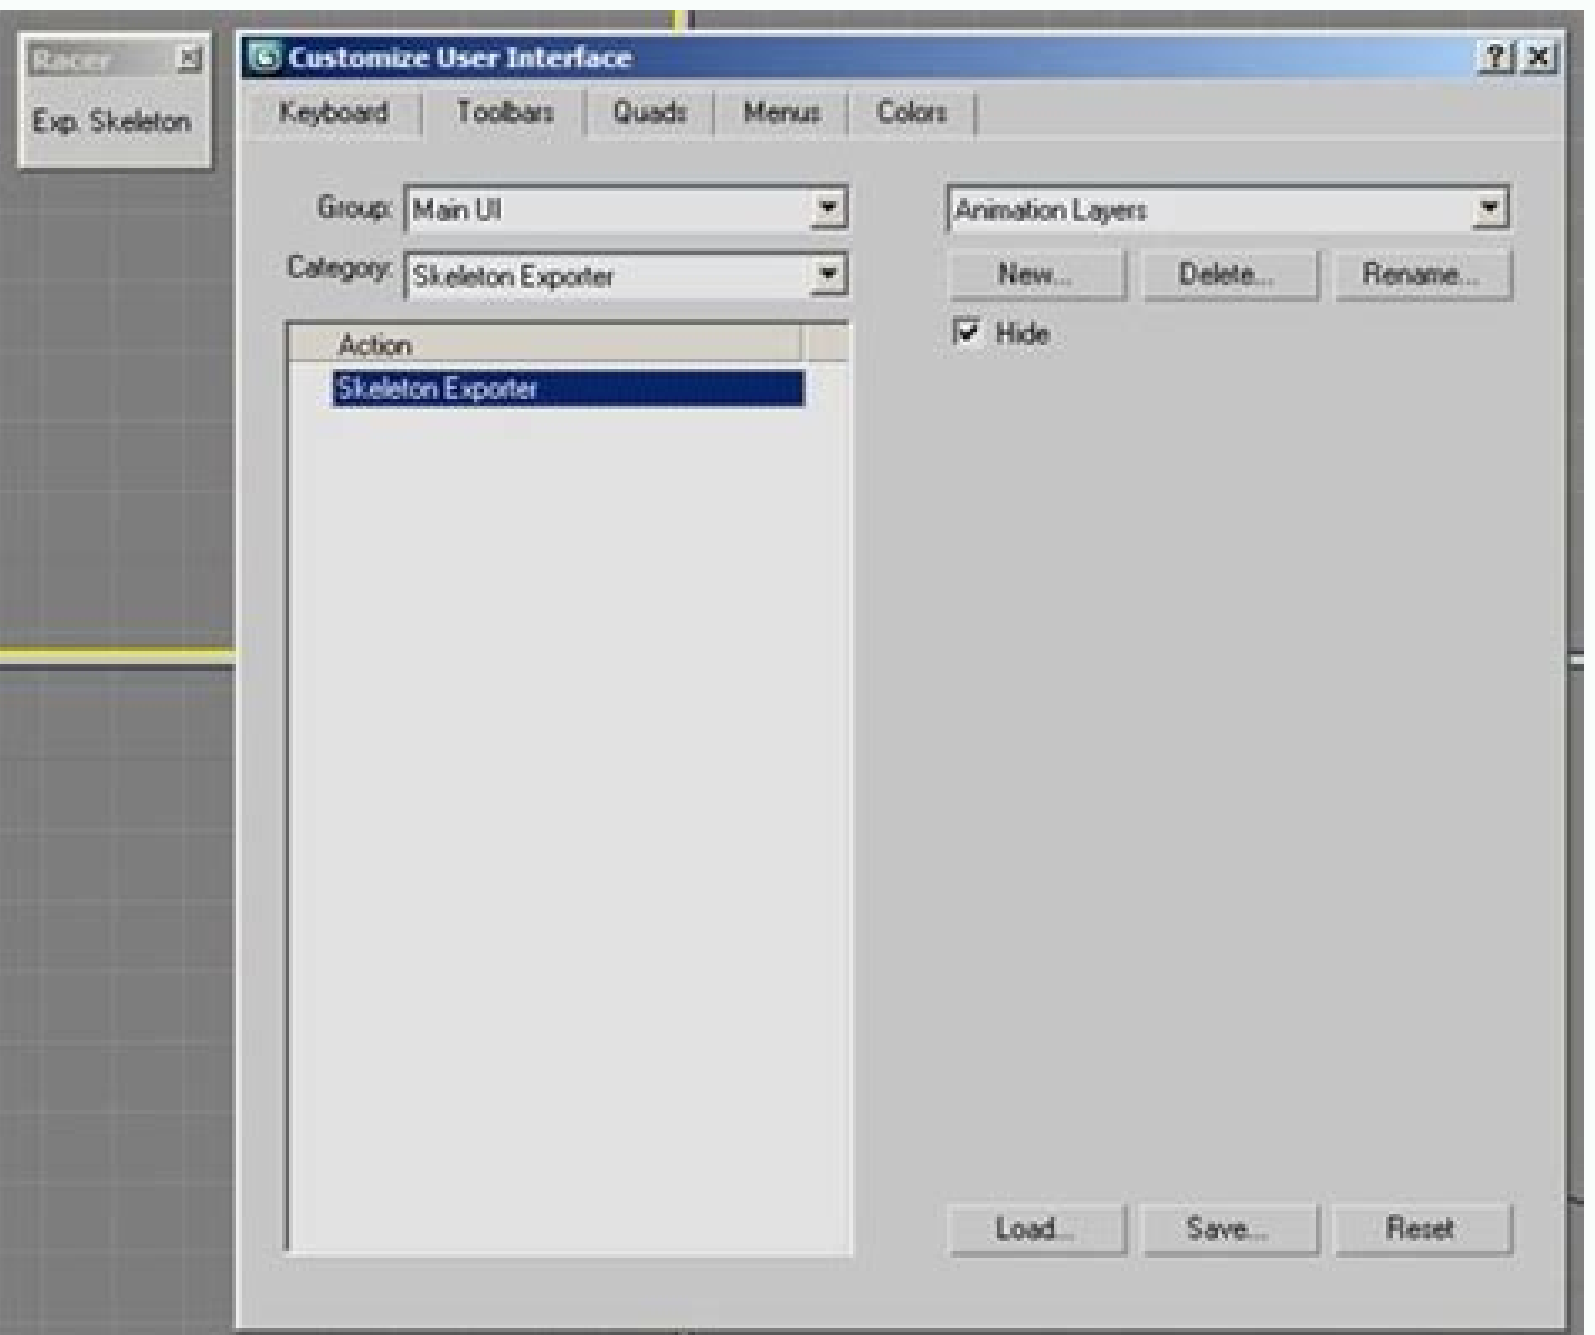 Racer
Exp. Skeleton
Customize User Interface
?
Keyboard
Toolbars
Quads
Menus
Colors
Group: Main UI
Category: Skeleton Exporter
Action
Skeleton Exporter
Animation Layers
New...
Delete...
Rename...
Hide
Load...
Save...
Reset